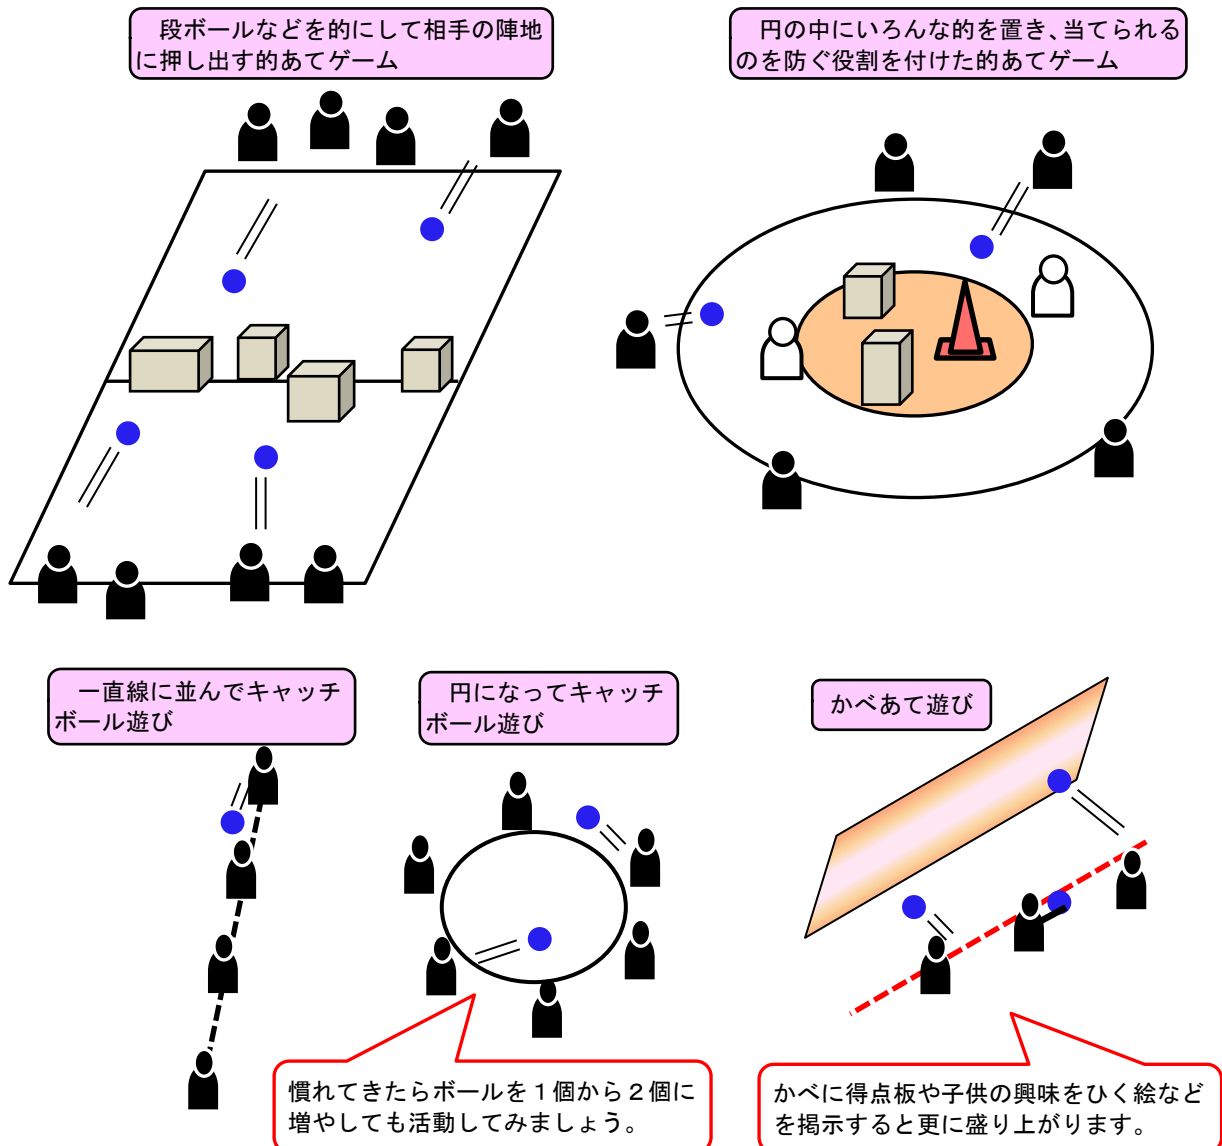 段ボールなどを的にして相手の陣地
に押し出す的あてゲーム
円の中にいろんな的を置き、当てられる
のを防ぐ役割を付けた的あてゲーム
一直線に並んでキャッチ
ボール遊び
円になってキャッチ
ボール遊び
かべあて遊び
慣れてきたらボールを１個から２個に
増やしても活動してみましょう。
かべに得点板や子供の興味をひく絵など
を掲示すると更に盛り上がります。